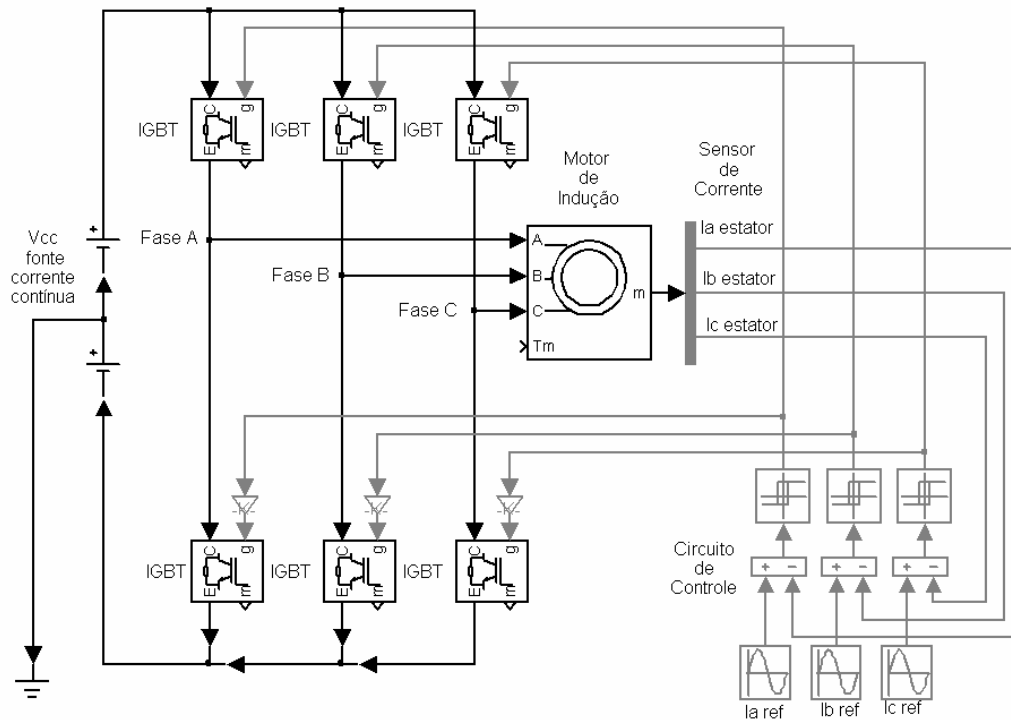 C
g
E
m
IGBT
C
g
E
m
IGBT
C
g
E
m
IGBT
Motor
de
Indução
Sensor
de
Corrente
+
Vcc
fonte
corrente
contínua
+
Fase A
Fase B
Fase C
A
B
C
Tm
m
Ia estator
Ib estator
Ic estator
IGBT
C
g
E
m
IGBT
C
g
E
m
IGBT
C
g
E
m
Circuito
de
Controle
+ −
+ −
+ −
Ia ref
Ib ref
Ic ref